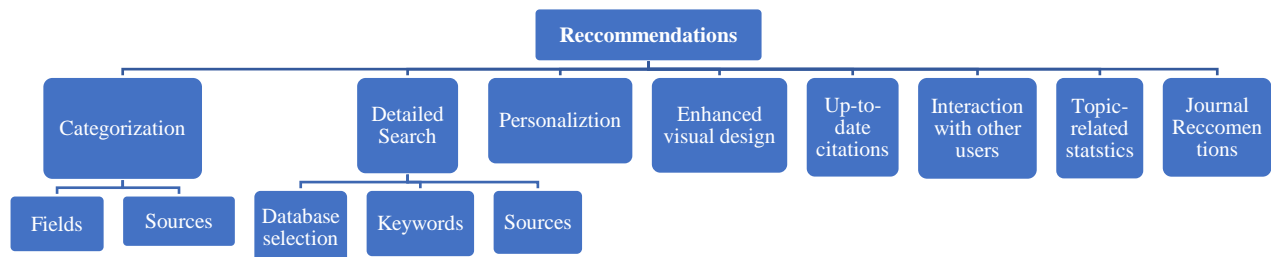 Reccommendations
Categorization
Detailed
Search
Personaliztion
Enhanced
visual design
Up-to-
date
citations
Interaction
with other
users
Topic-
related
statstics
Journal
Reccomen
tions
Fields
Sources
Database
selection
Keywords
Sources